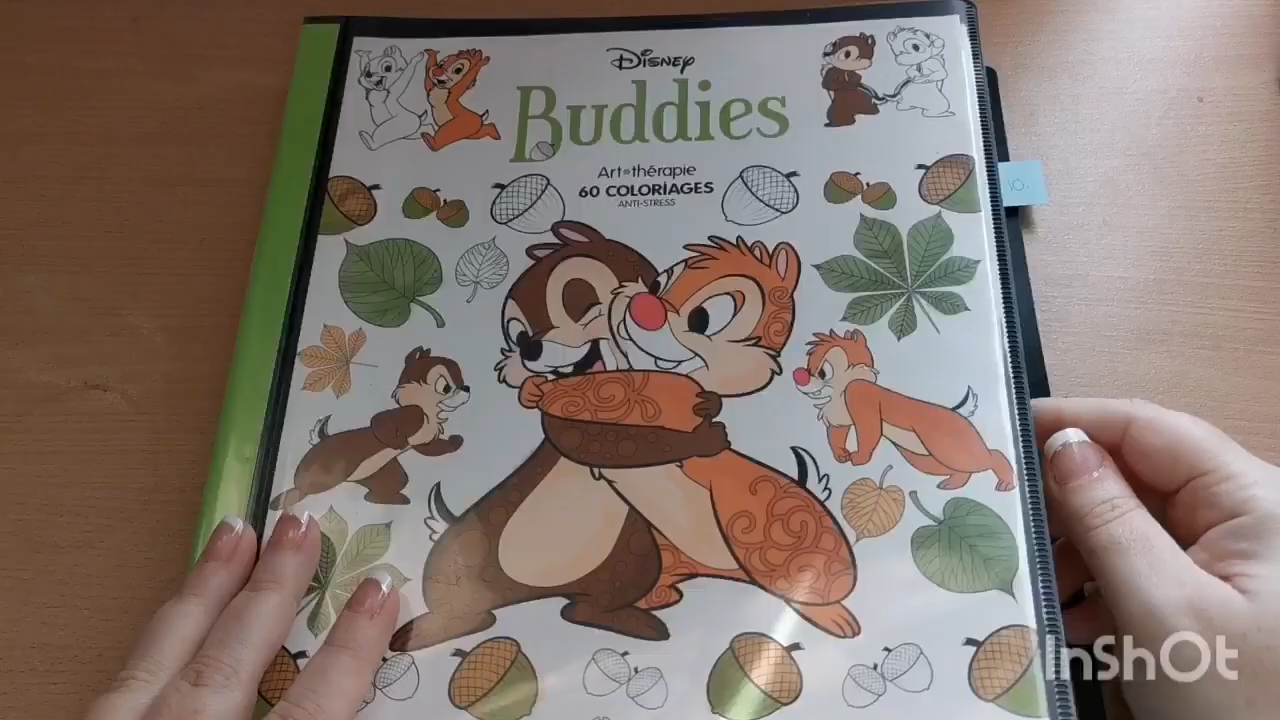 Disney
Buddies
Art-thérapie
60 COLORIAGES
ANTI-STRESS
10.
InShOt